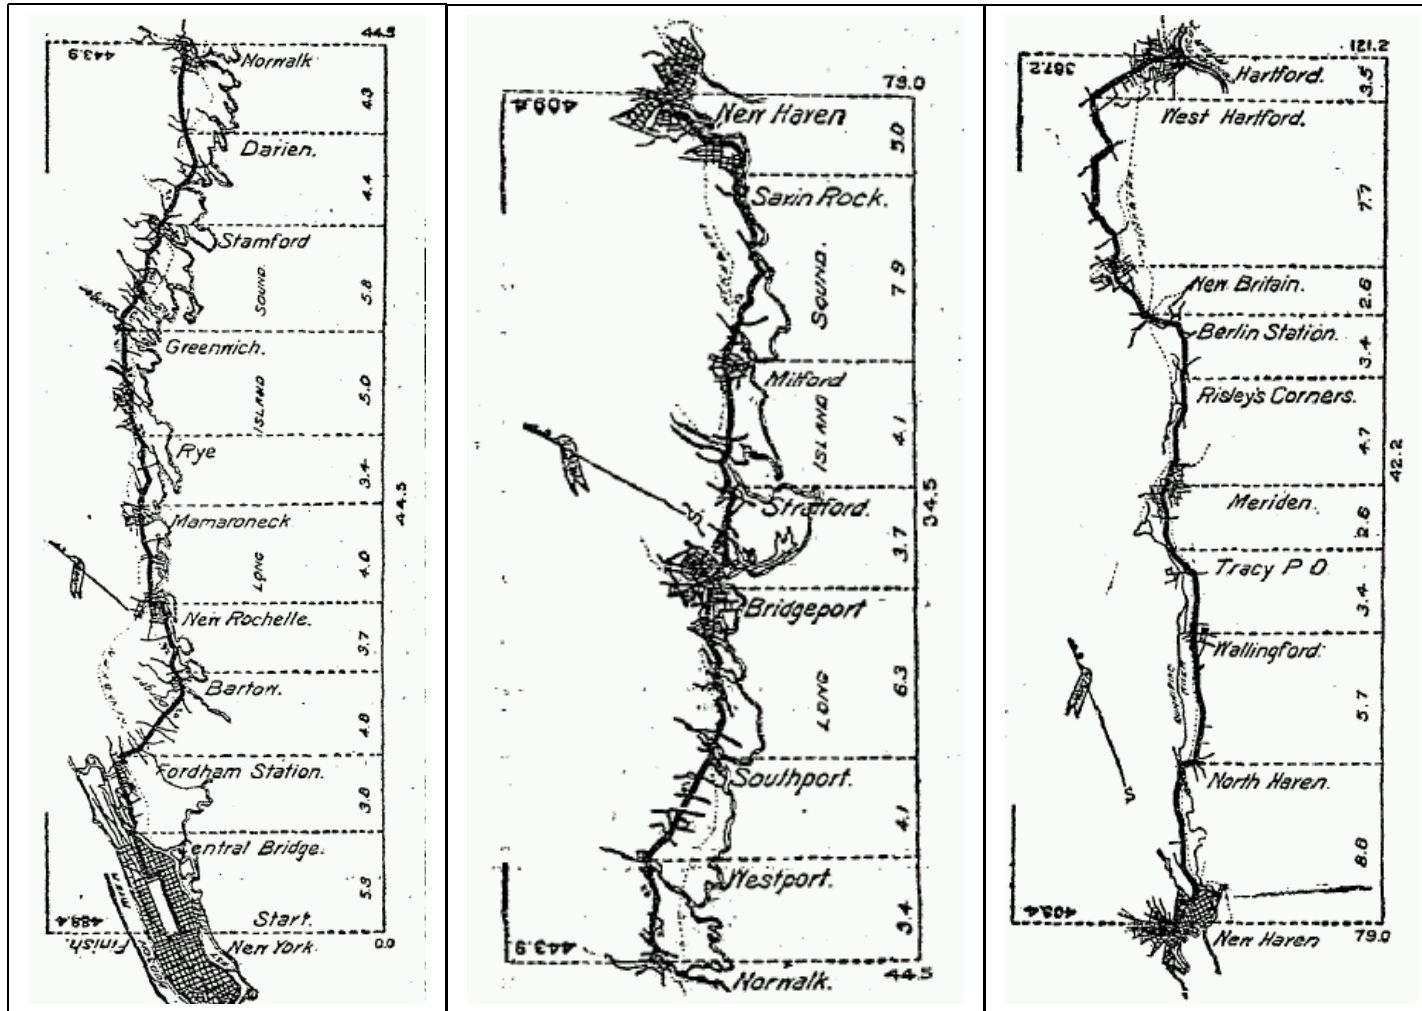 44.5
443.9
Norwalk
4.3
Darien.
4.4
Stamford
SOUND
5.8
Greenwich.
ISLAND
5.0
Rye
3.4
Mamaroneck
44.5
LONG
4.0
New Rochelle.
3.7
Barton.
4.8
Fordham Station.
3.8
Central Bridge.
5.3
488.4
Start.
Finish.
New York.
0.0
HUDSON RIVER
79.0
409.4
New Haven
5.0
Savin Rock.
SOUND.
7.9
Milford
ISLAND
4.1
Stratford.
34.5
3.7
Bridgeport
LONG
6.3
Southport.
4.1
Westport.
3.4
443.9
44.5
Norwalk.
121.2
367.2
Hartford.
3.5
West Hartford.
7.7
New Britain.
2.6
Berlin Station.
3.4
Risley's Corners.
4.7
42.2
Meriden.
2.6
Tracy P O
3.4
Wallingford.
RIVER
5.7
North Haven.
8.8
409.4
New Haven
79.0